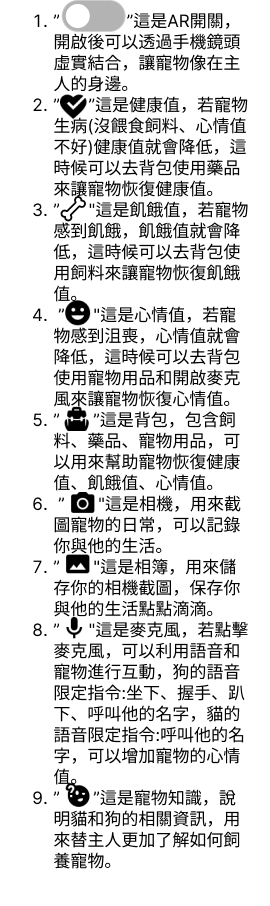 1. " "這是AR開關，
開啟後可以透過手機鏡頭
虛實結合，讓寵物像在主
人的身邊。
2. " "這是健康值，若寵物
生病(沒餵食飼料、心情值
不好)健康值就會降低，這
時候可以去背包使用藥品
來讓寵物恢復健康值。
3. " "這是飢餓值，若寵物
感到飢餓，飢餓值就會降
低，這時候可以去背包使
用飼料來讓寵物恢復飢餓
值。
4. " "這是心情值，若寵
物感到沮喪，心情值就會
降低，這時候可以去背包
使用寵物用品和開啟麥克
風來讓寵物恢復心情值。
5. " "這是背包，包含飼
料、藥品、寵物用品，可
以用來幫助寵物恢復健康
值、飢餓值、心情值。
6. " "這是相機，用來截
圖寵物的日常，可以記錄
你與他的生活。
7. " "這是相簿，用來儲
存你的相機截圖，保存你
與他的生活點點滴滴。
8. " "這是麥克風，若點擊
麥克風，可以利用語音和
寵物進行互動，狗的語音
限定指令:坐下、握手、趴
下、呼叫他的名字，貓的
語音限定指令:呼叫他的名
字，可以增加寵物的心情
值。
9. " "這是寵物知識，說
明貓和狗的相關資訊，用
來替主人更加了解如何飼
養寵物。